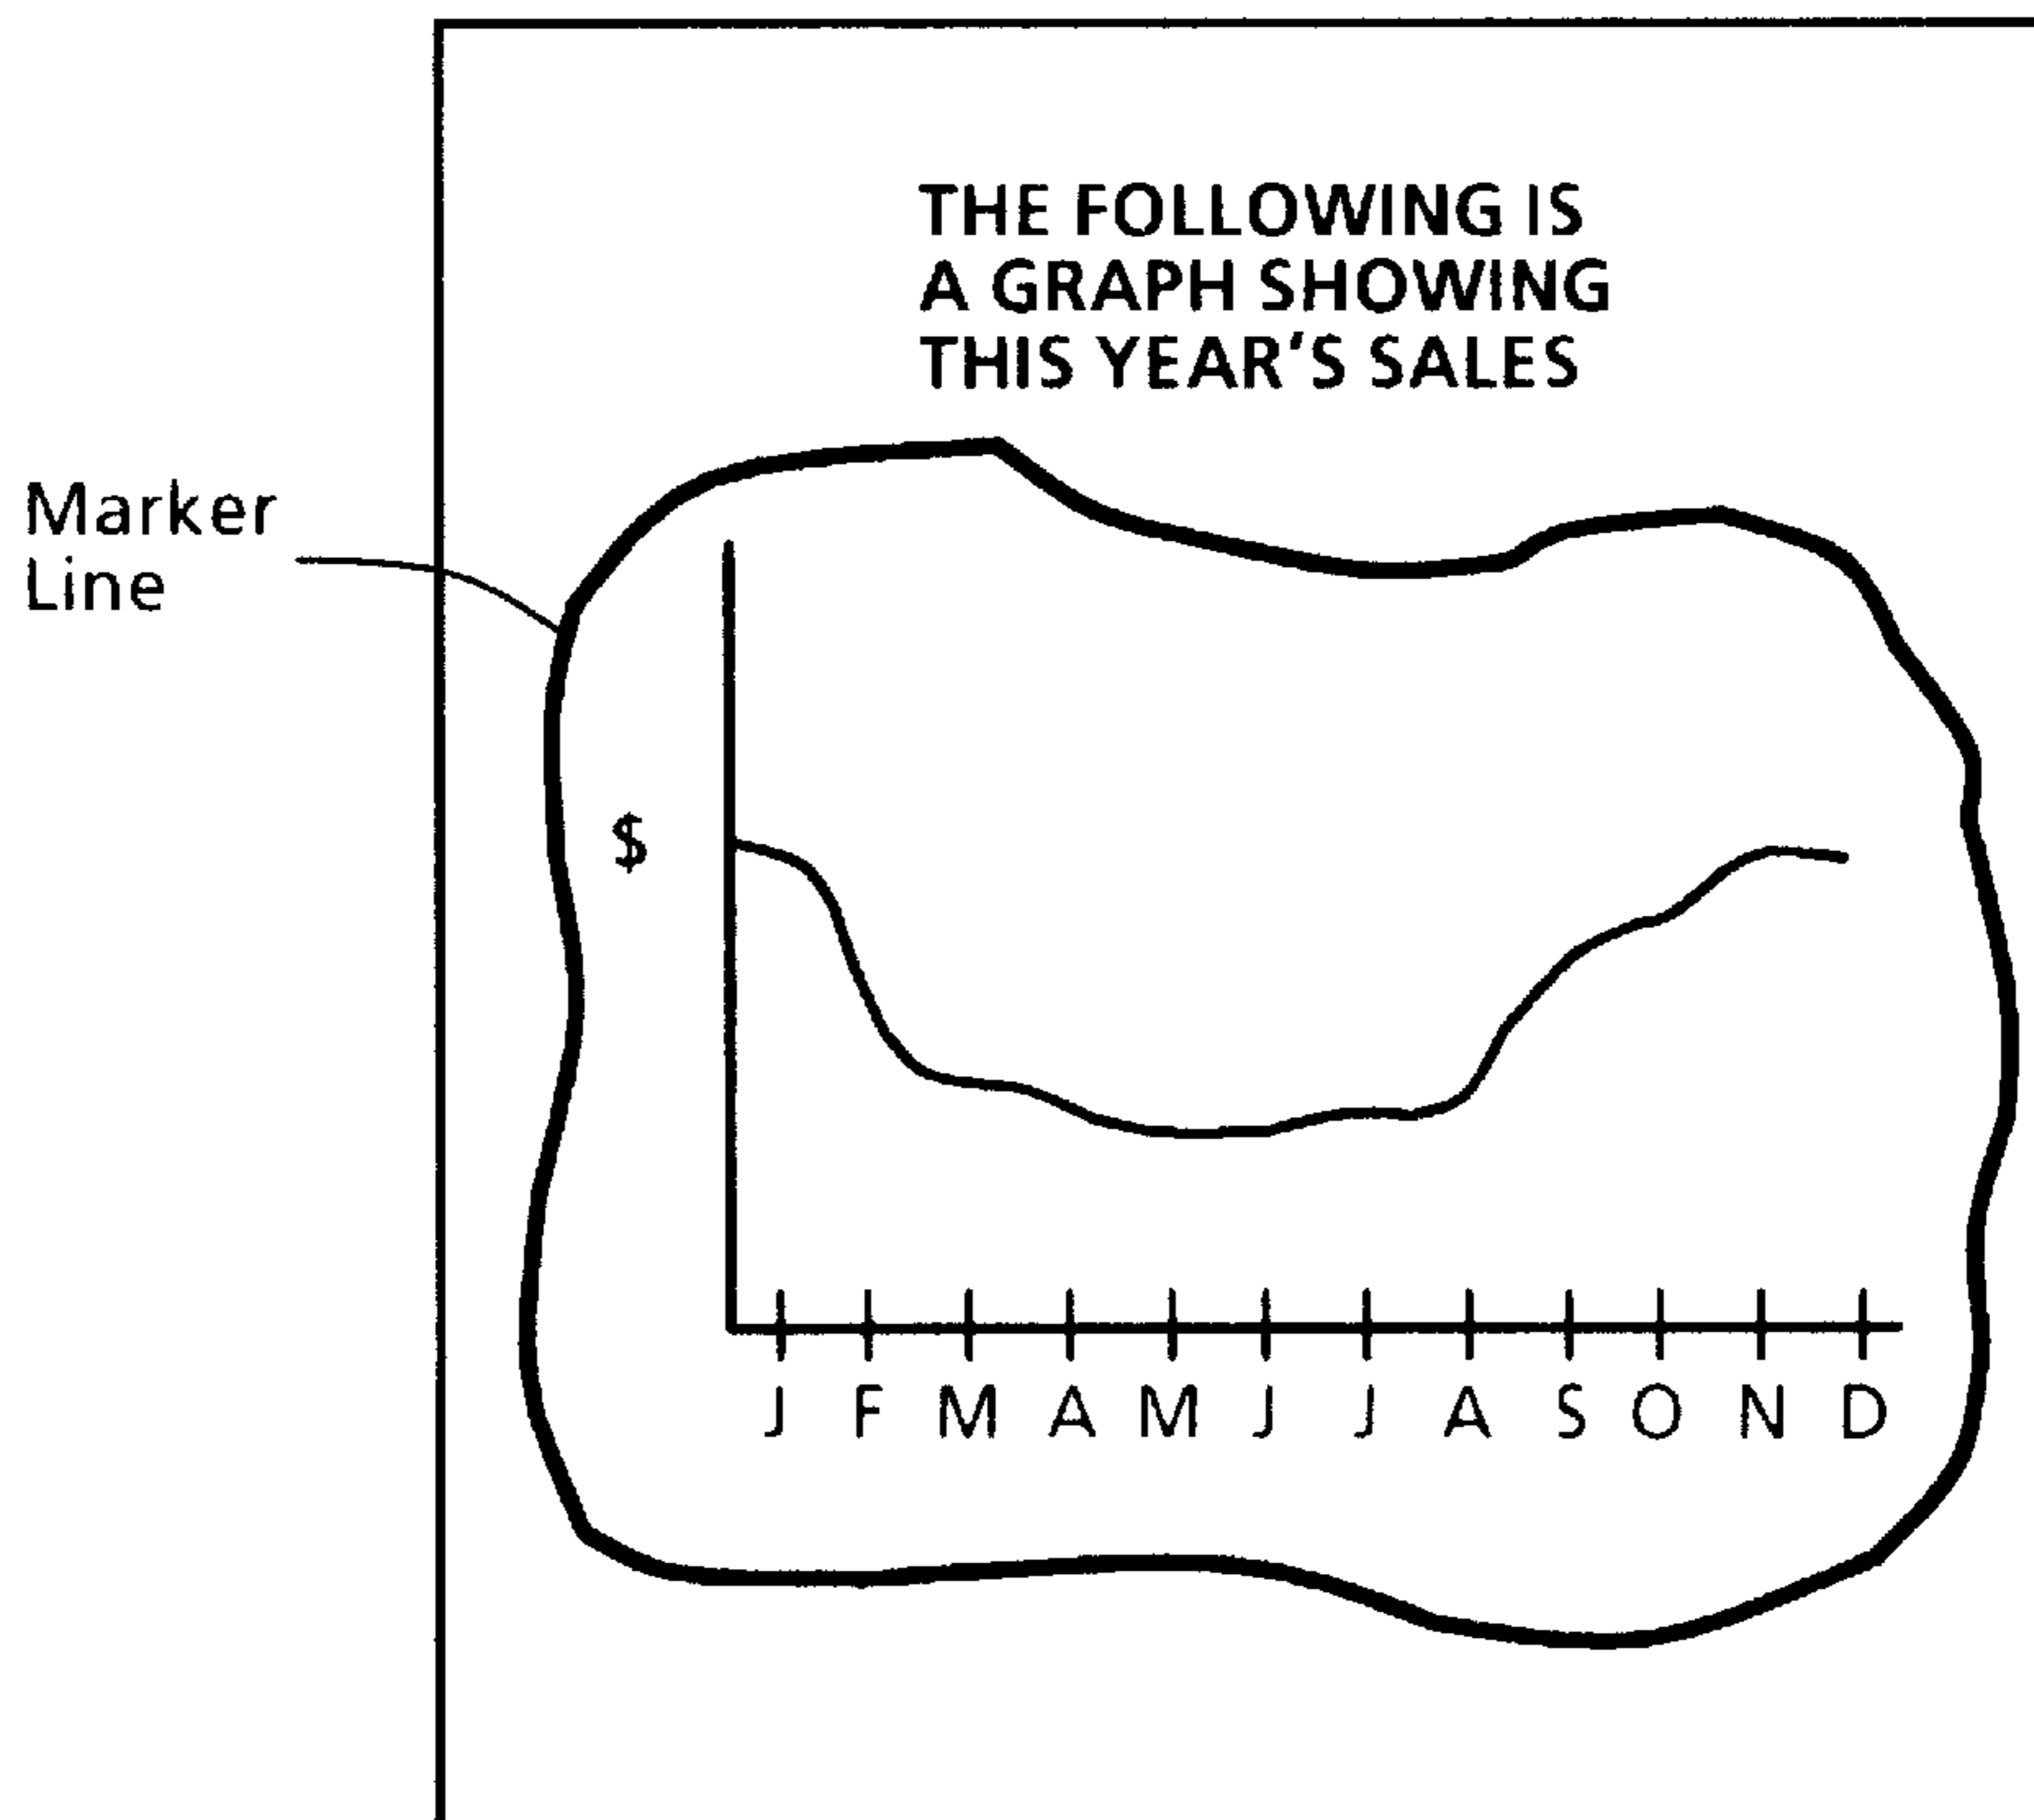 THE FOLLOWING IS
A GRAPH SHOWING
THIS YEAR'S SALES
Marker
Line
$
J F M A M J J A S O N D